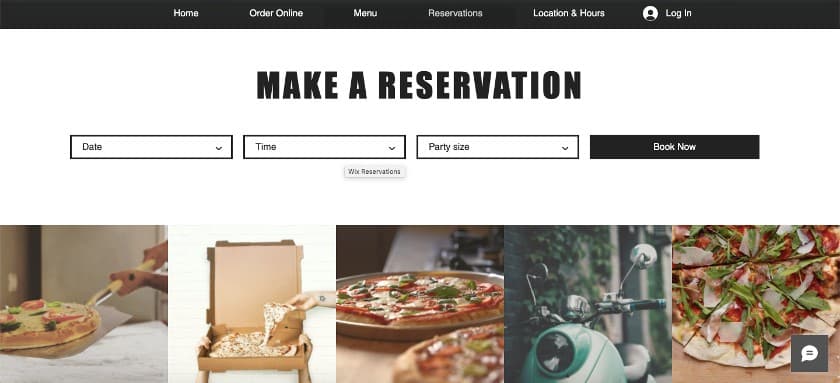 Home Order Online Menu Reservations Location & Hours Log In
MAKE A RESERVATION
Date Time Party size Book Now
Wix Reservations